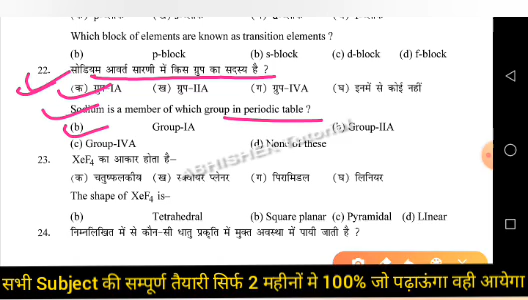 Which block of elements are known as transition elements ?
(b) p-block (b) s-block (c) d-block (d) f-block
22. सोडियम आवर्त सारणी में किस ग्रुप का सदस्य है ?
(क) ग्रुप-IA (ख) ग्रुप-IIA (ग) ग्रुप-IVA (घ) इनमें से कोई नहीं
Sodium is a member of which group in periodic table ?
(b) Group-IA (b) Group-IIA
(c) Group-IVA (d) None of these
ABHISHEK Tutorial
23. XeF₄ का आकार होता है–
(क) चतुष्फलकीय (ख) स्क्वायर प्लेनर (ग) पिरामिडल (घ) लिनियर
The shape of XeF₄ is–
(b) Tetrahedral (b) Square planar (c) Pyramidal (d) LInear
24. निम्नलिखित में से कौन-सी धातु प्रकृति में मुक्त अवस्था में पायी जाती है ?
सभी Subject की सम्पूर्ण तैयारी सिर्फ 2 महीनों मे 100% जो पढ़ाऊंगा वही आयेगा